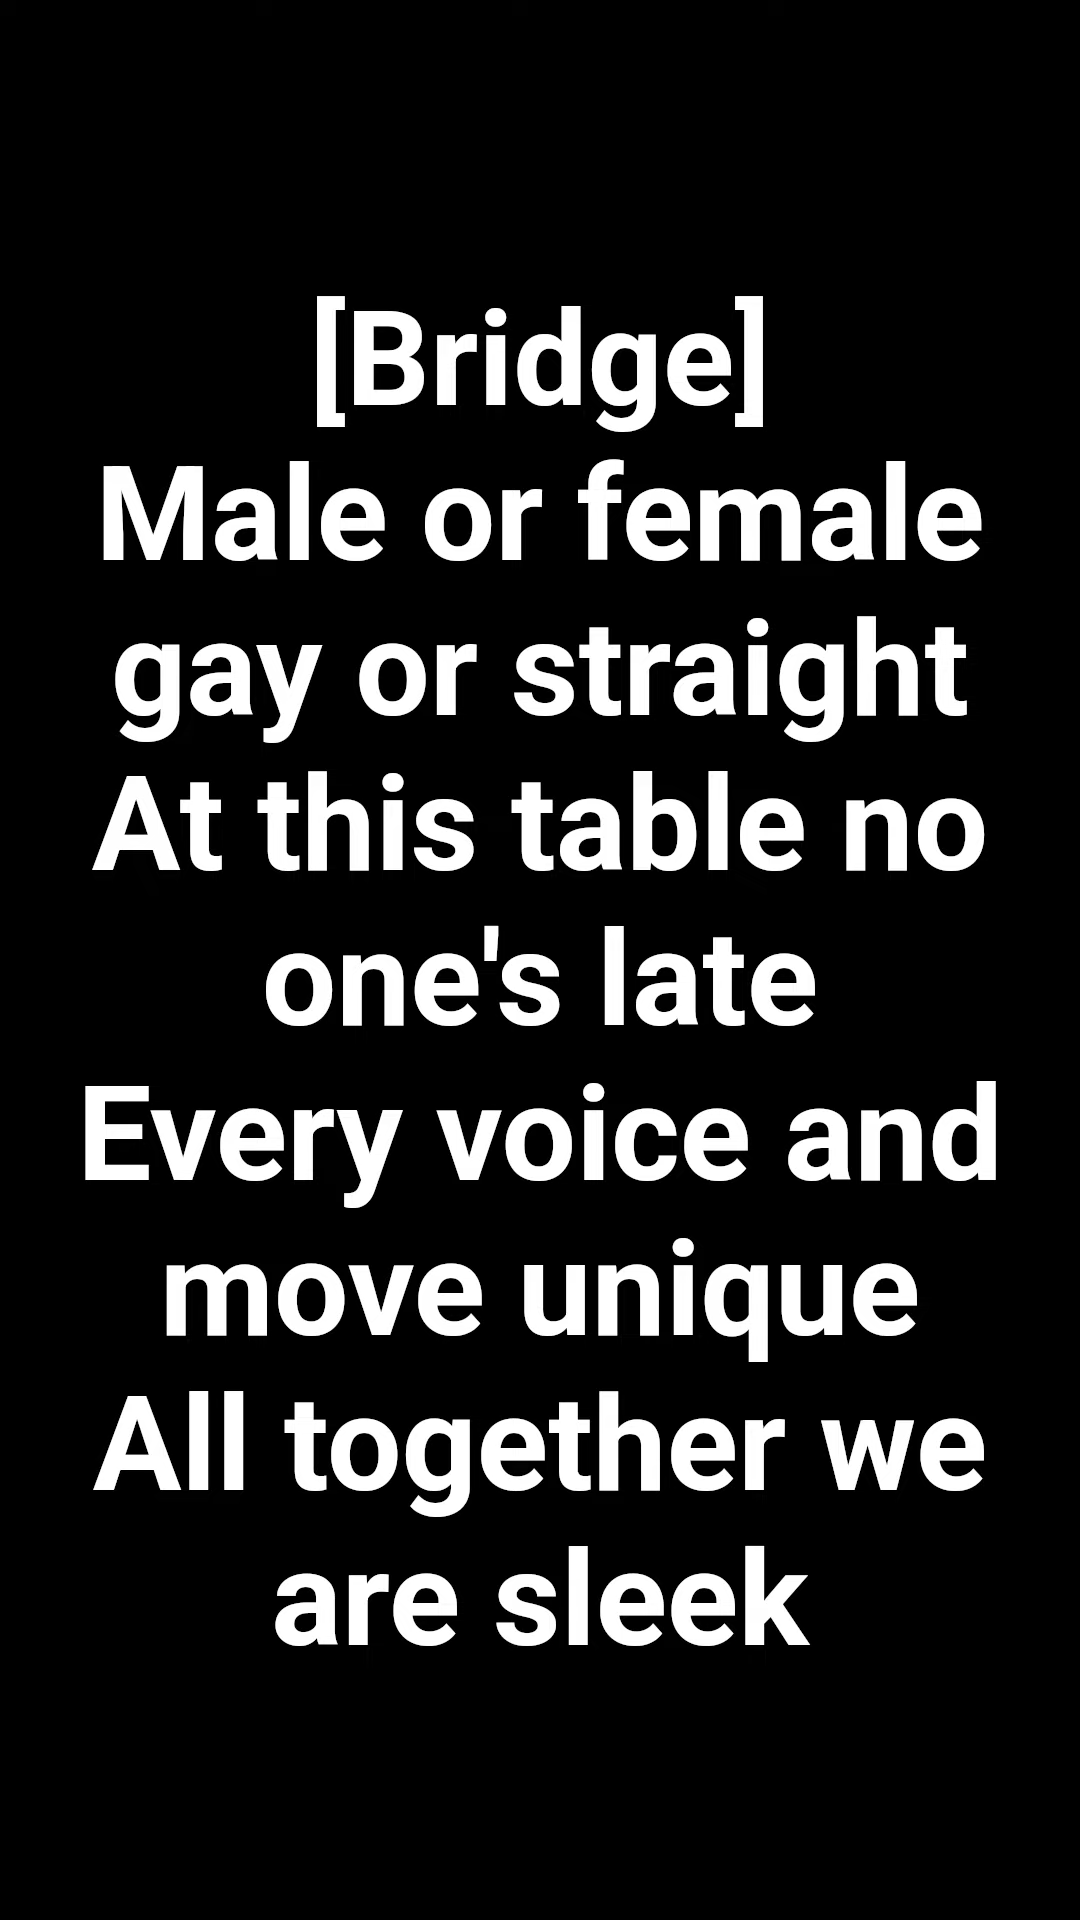 [Bridge]
Male or female
gay or straight
At this table no
one's late
Every voice and
move unique
All together we
are sleek